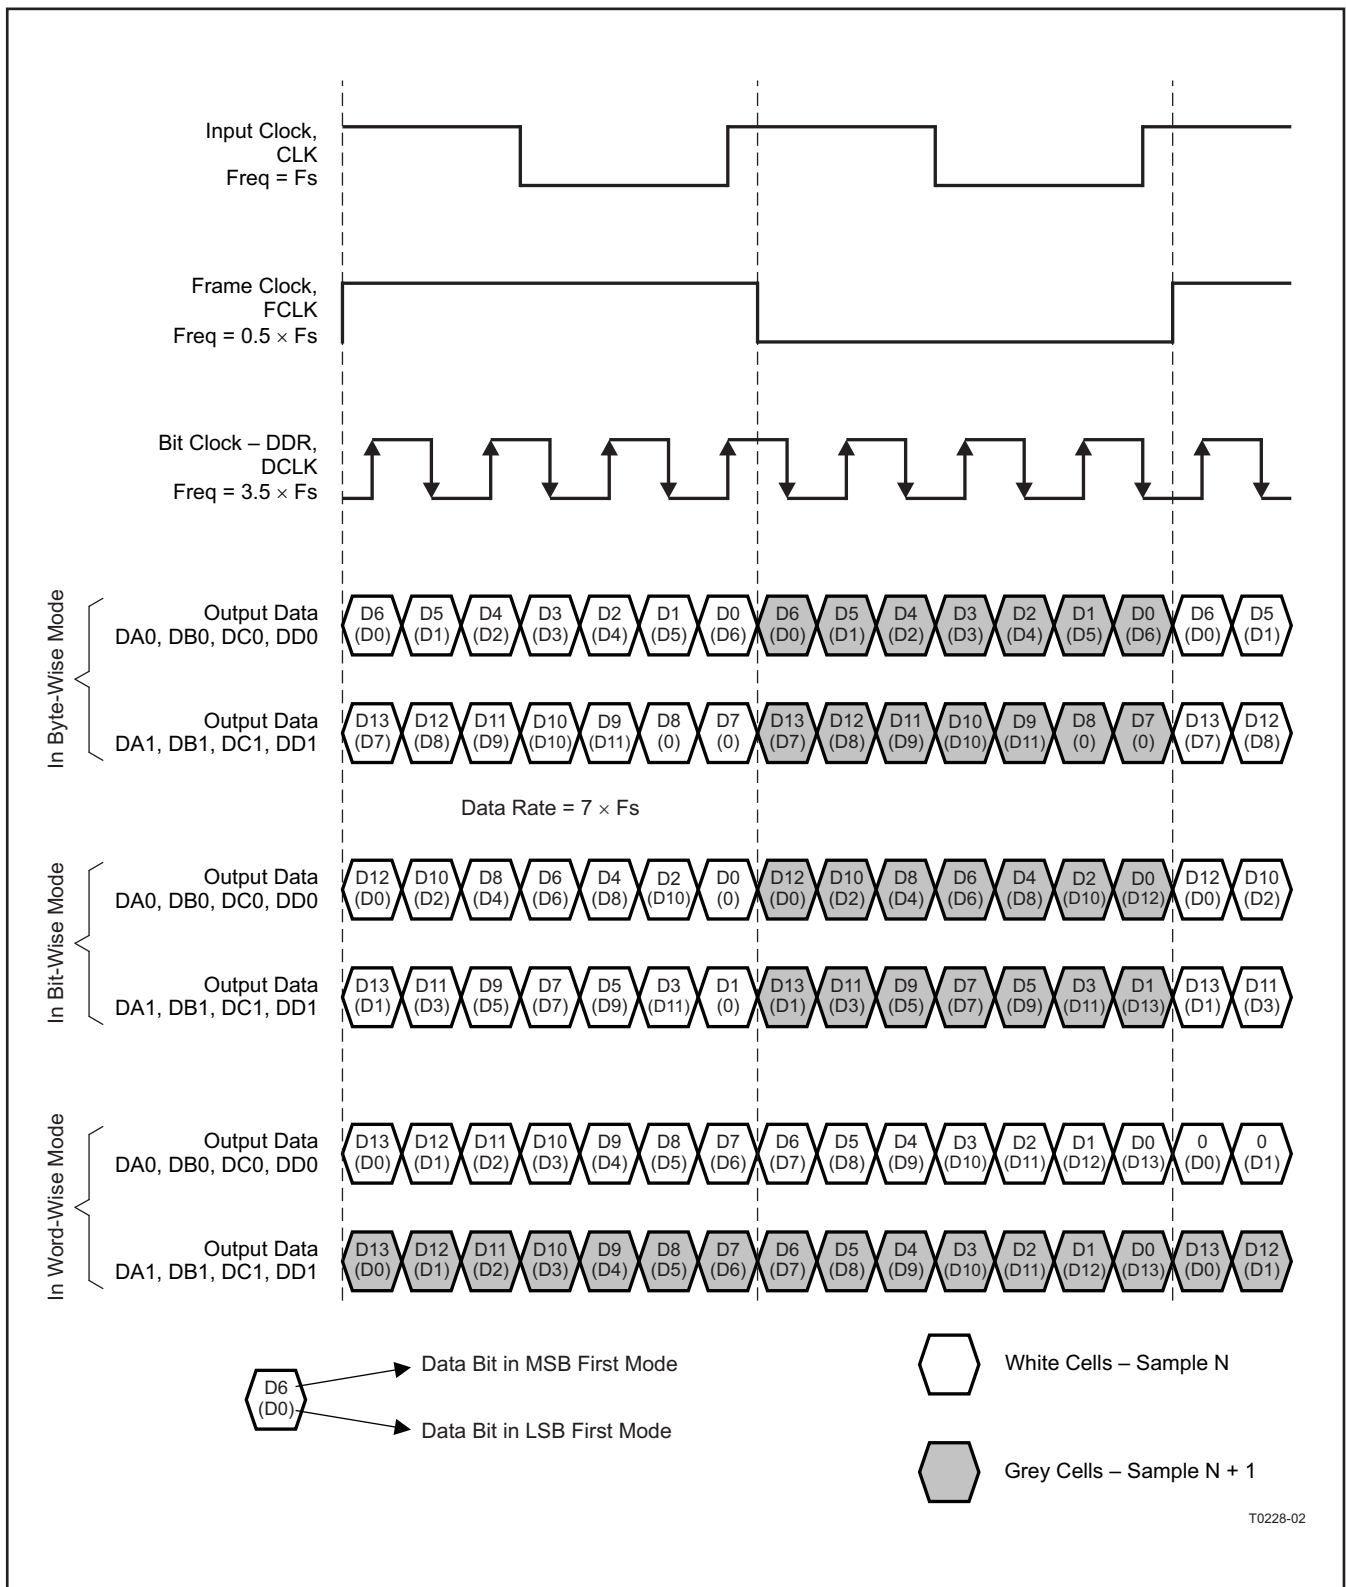 Input Clock,
CLK
Freq = Fs
Frame Clock,
FCLK
Freq = 0.5 × Fs
Bit Clock – DDR,
DCLK
Freq = 3.5 × Fs
In Byte-Wise Mode
Output Data
DA0, DB0, DC0, DD0
D6 D5 D4 D3 D2 D1 D0 D6 D5 D4 D3 D2 D1 D0 D6 D5
(D0) (D1) (D2) (D3) (D4) (D5) (D6) (D0) (D1) (D2) (D3) (D4) (D5) (D6) (D0) (D1)
Output Data
DA1, DB1, DC1, DD1
D13 D12 D11 D10 D9 D8 D7 D13 D12 D11 D10 D9 D8 D7 D13 D12
(D7) (D8) (D9) (D10) (D11) (0) (0) (D7) (D8) (D9) (D10) (D11) (0) (0) (D7) (D8)
Data Rate = 7 × Fs
In Bit-Wise Mode
Output Data
DA0, DB0, DC0, DD0
D12 D10 D8 D6 D4 D2 D0 D12 D10 D8 D6 D4 D2 D0 D12 D10
(D0) (D2) (D4) (D6) (D8) (D10) (0) (D0) (D2) (D4) (D6) (D8) (D10) (D12) (D0) (D2)
Output Data
DA1, DB1, DC1, DD1
D13 D11 D9 D7 D5 D3 D1 D13 D11 D9 D7 D5 D3 D1 D13 D11
(D1) (D3) (D5) (D7) (D9) (D11) (0) (D1) (D3) (D5) (D7) (D9) (D11) (D13) (D1) (D3)
In Word-Wise Mode
Output Data
DA0, DB0, DC0, DD0
D13 D12 D11 D10 D9 D8 D7 D6 D5 D4 D3 D2 D1 D0 0 0
(D0) (D1) (D2) (D3) (D4) (D5) (D6) (D7) (D8) (D9) (D10) (D11) (D12) (D13) (D0) (D1)
Output Data
DA1, DB1, DC1, DD1
D13 D12 D11 D10 D9 D8 D7 D6 D5 D4 D3 D2 D1 D0 D13 D12
(D0) (D1) (D2) (D3) (D4) (D5) (D6) (D7) (D8) (D9) (D10) (D11) (D12) (D13) (D0) (D1)
D6
(D0)
Data Bit in MSB First Mode
Data Bit in LSB First Mode
White Cells – Sample N
Grey Cells – Sample N + 1
T0228-02